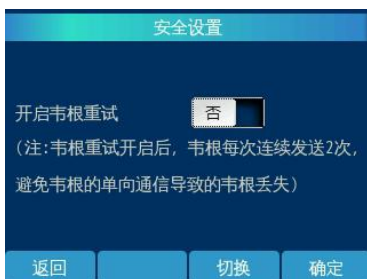 安全设置
开启韦根重试 否
(注:韦根重试开启后，韦根每次连续发送2次，
避免韦根的单向通信导致的韦根丢失)
返回 切换 确定